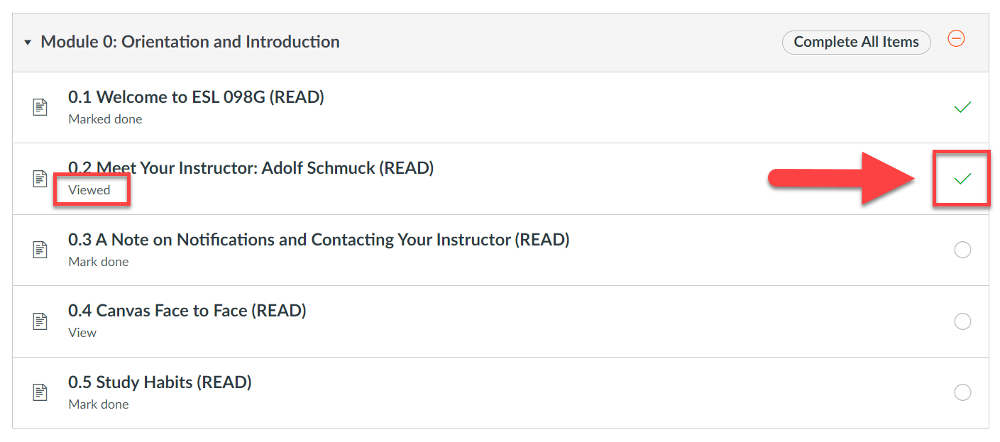 Module 0: Orientation and Introduction
Complete All Items
0.1 Welcome to ESL 098G (READ)
Marked done
0.2 Meet Your Instructor: Adolf Schmuck (READ)
Viewed
0.3 A Note on Notifications and Contacting Your Instructor (READ)
Mark done
0.4 Canvas Face to Face (READ)
View
0.5 Study Habits (READ)
Mark done